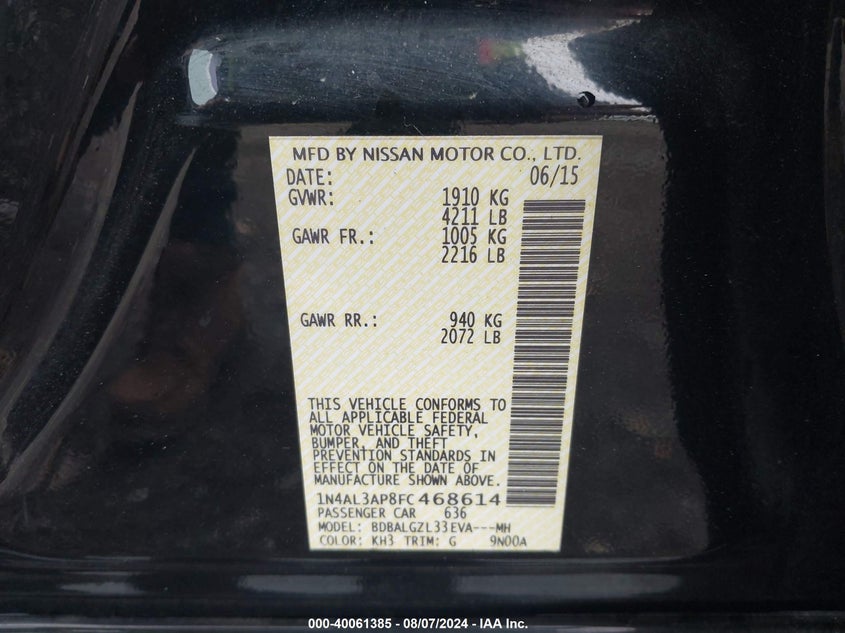 MFD BY NISSAN MOTOR CO., LTD.
DATE: 06/15
GVWR: 1910 KG
4211 LB
GAWR FR.: 1005 KG
2216 LB
GAWR RR.: 940 KG
2072 LB
THIS VEHICLE CONFORMS TO
ALL APPLICABLE FEDERAL
MOTOR VEHICLE SAFETY,
BUMPER, AND THEFT
PREVENTION STANDARDS IN
EFFECT ON THE DATE OF
MANUFACTURE SHOWN ABOVE.
1N4AL3AP8FC468614
PASSENGER CAR 636
MODEL: BDBALGZL33EVA---MH
COLOR: KH3 TRIM: G 9N00A
000-40061385 - 08/07/2024 - IAA Inc.